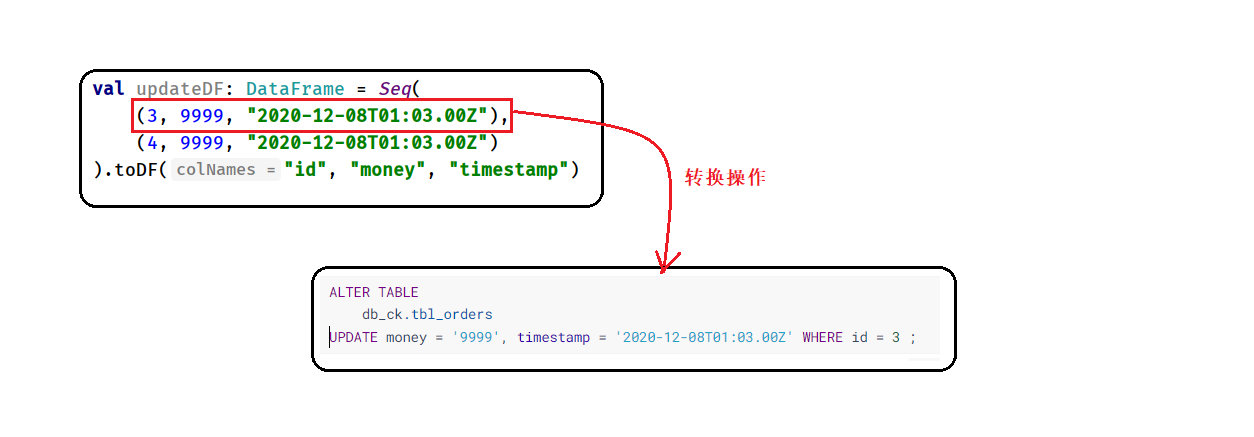 val updateDF: DataFrame = Seq(
(3, 9999, "2020-12-08T01:03.00Z"),
(4, 9999, "2020-12-08T01:03.00Z")
).toDF( colNames = "id", "money", "timestamp")
转换操作
ALTER TABLE
db_ck.tbl_orders
UPDATE money = '9999', timestamp = '2020-12-08T01:03.00Z' WHERE id = 3 ;